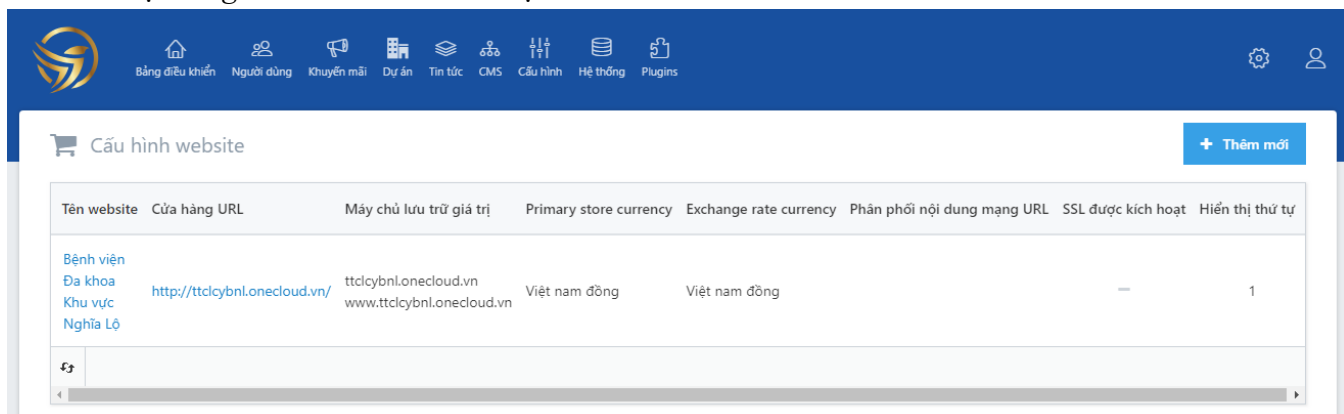 Bảng điều khiển Người dùng Khuyến mãi Dự án Tin tức CMS Cấu hình Hệ thống Plugins
Cấu hình website
+ Thêm mới
Tên website Cửa hàng URL Máy chủ lưu trữ giá trị Primary store currency Exchange rate currency Phân phối nội dung mạng URL SSL được kích hoạt Hiển thị thứ tự
Bệnh viện
Đa khoa
Khu vực
Nghĩa Lộ
http://ttclcybnl.onecloud.vn/
ttclcybnl.onecloud.vn
www.ttclcybnl.onecloud.vn
Việt nam đồng
Việt nam đồng
1